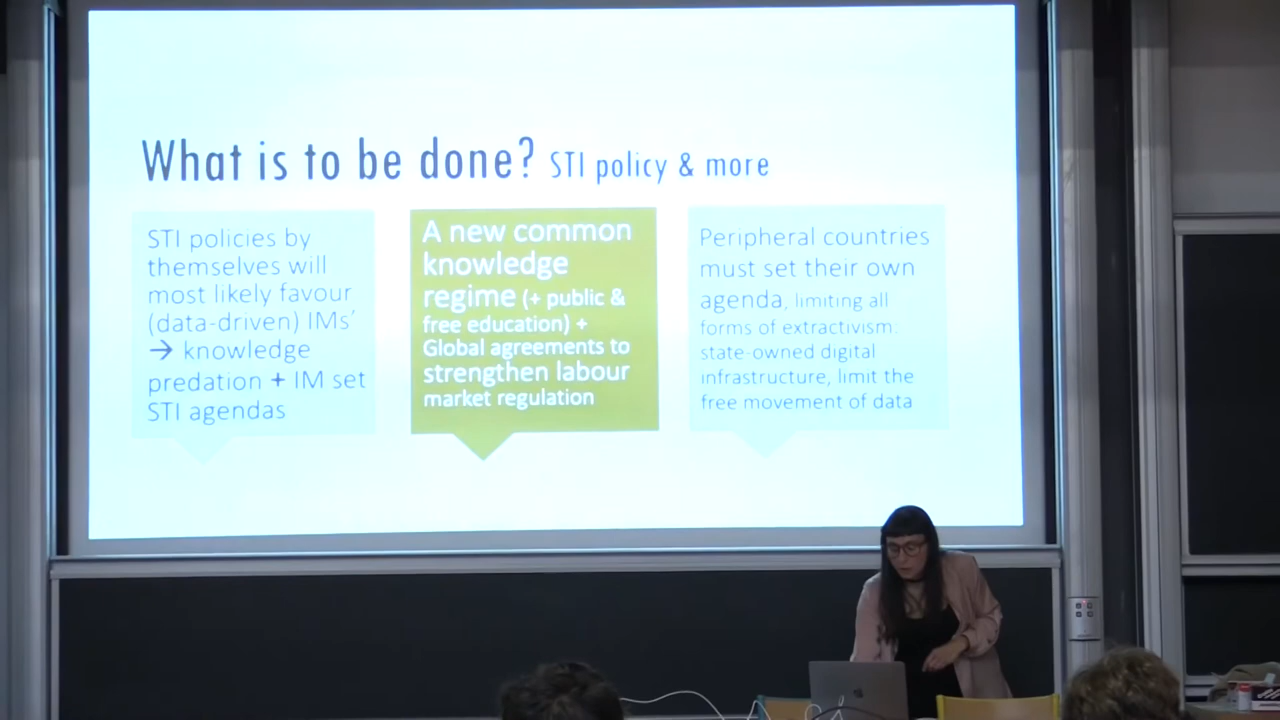 What is to be done? STI policy & more
STI policies by
themselves will
most likely favour
(data-driven) IMs’
→ knowledge
predation + IM set
STI agendas
A new common
knowledge
regime (+ public &
free education) +
Global agreements to
strengthen labour
market regulation
Peripheral countries
must set their own
agenda, limiting all
forms of extractivism:
state-owned digital
infrastructure, limit the
free movement of data